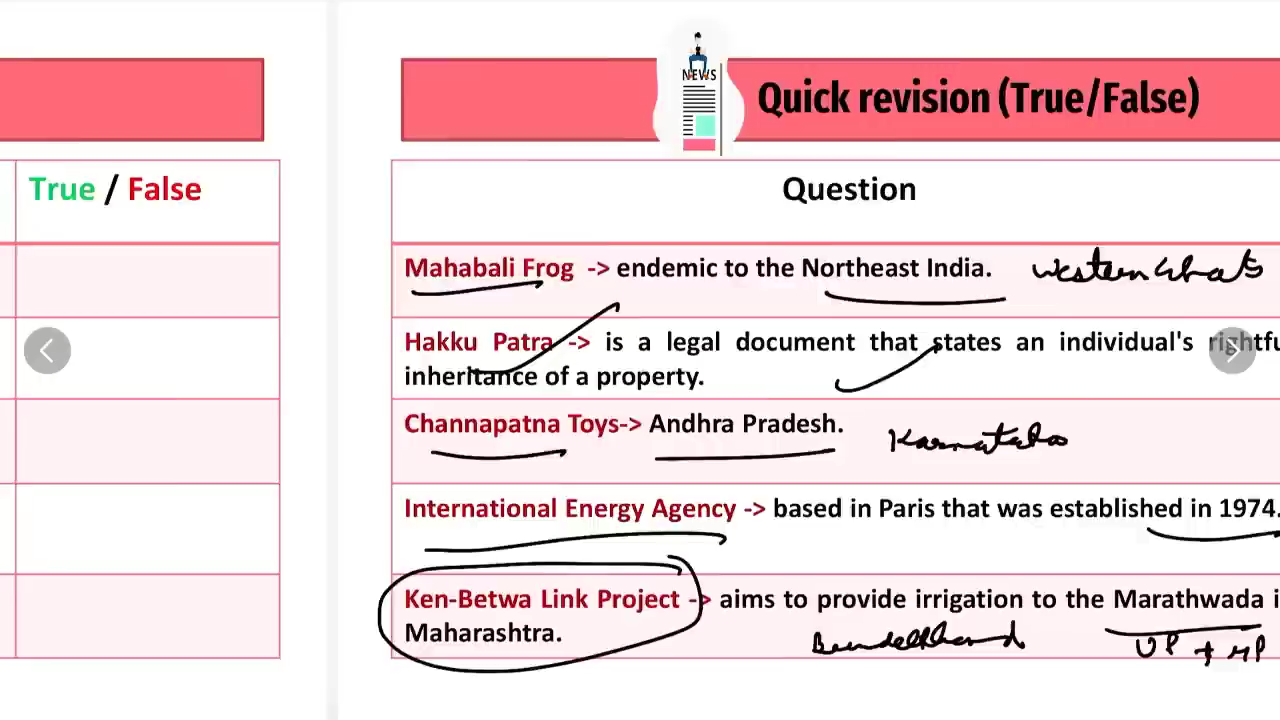 NEWS
Quick revision (True/False)
True / False
Question
Mahabali Frog -> endemic to the Northeast India. Western Ghats
Hakku Patra -> is a legal document that states an individual's rightfu
inheritance of a property.
Channapatna Toys-> Andhra Pradesh. Karnataka
International Energy Agency -> based in Paris that was established in 1974.
Ken-Betwa Link Project -> aims to provide irrigation to the Marathwada i
Maharashtra. Bundelkhand UP + MP